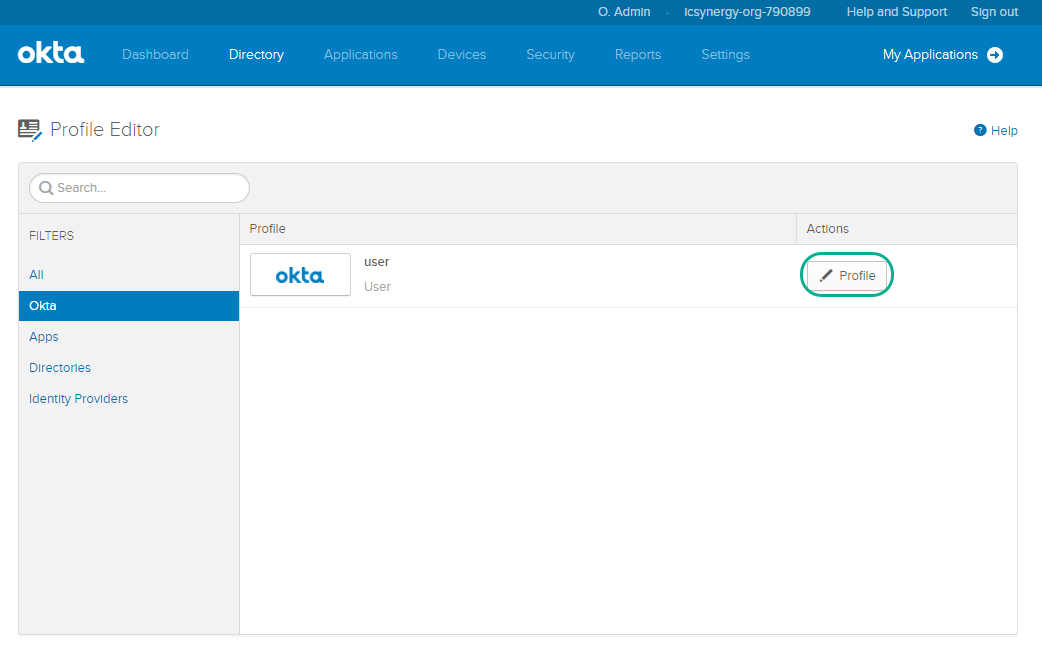 O. Admin - icsynergy-org-790899 Help and Support Sign out
okta Dashboard Directory Applications Devices Security Reports Settings My Applications
Profile Editor
? Help
Search...
FILTERS
Profile Actions
All
Okta
Apps
Directories
Identity Providers
okta
user
User
Profile